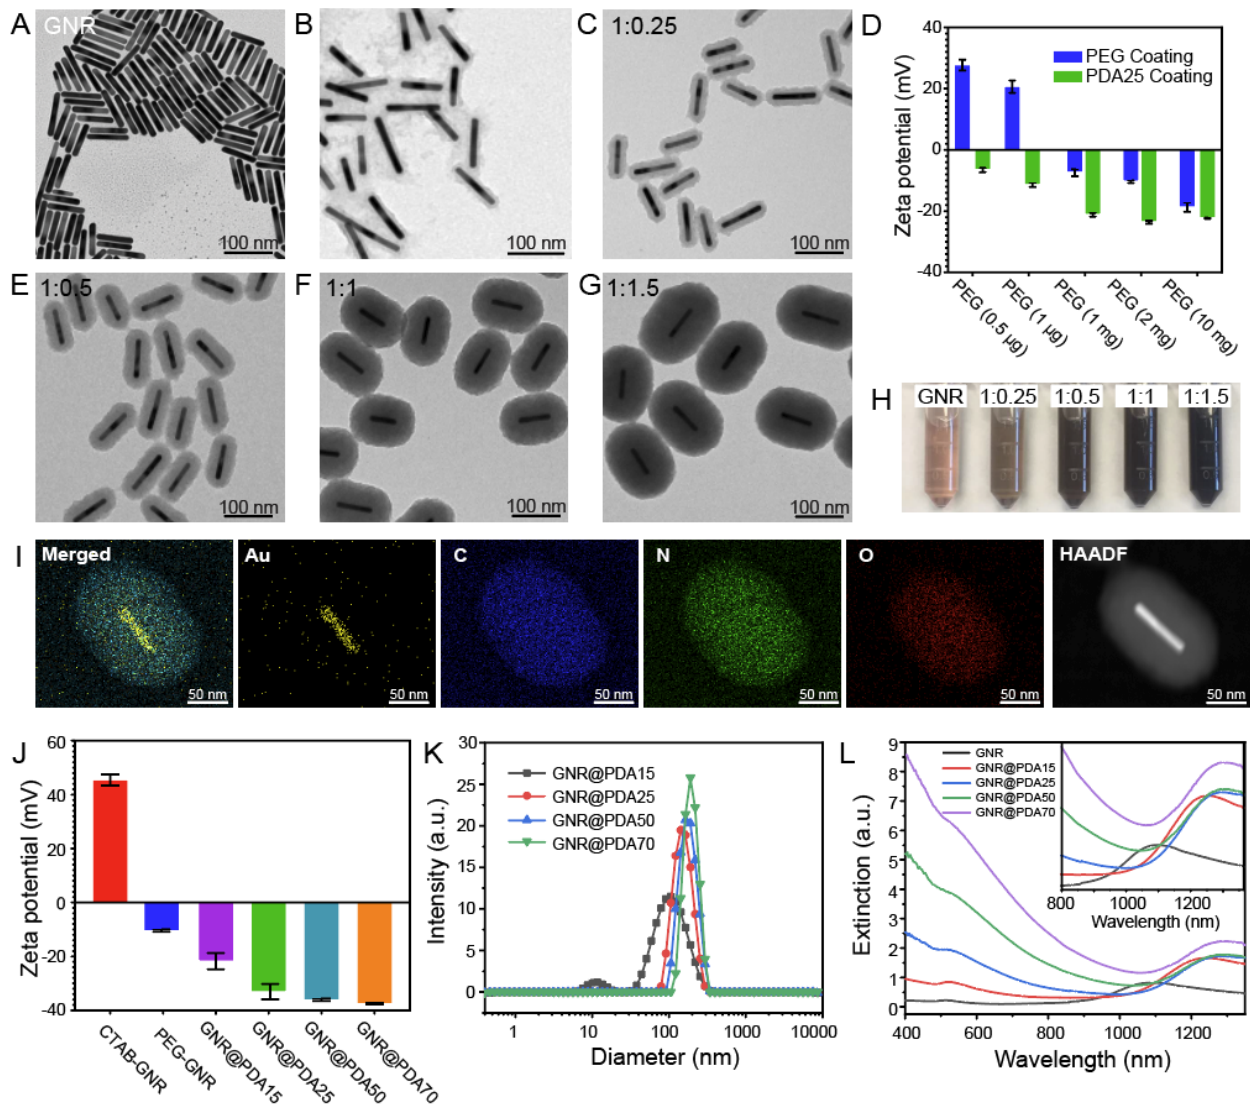 A GNR
100 nm
B
100 nm
C 1:0.25
100 nm
D
Zeta potential (mV)
40
20
0
-20
-40
PEG Coating
PDA25 Coating
PEG (0.5 µg)
PEG (1 µg)
PEG (1 mg)
PEG (2 mg)
PEG (10 mg)
E 1:0.5
100 nm
F 1:1
100 nm
G 1:1.5
100 nm
H
GNR 1:0.25 1:0.5 1:1 1:1.5
I
Merged
50 nm
Au
50 nm
C
50 nm
N
50 nm
O
50 nm
HAADF
50 nm
J
Zeta potential (mV)
60
40
20
0
-20
-40
CTAB-GNR
PEG-GNR
GNR@PDA15
GNR@PDA25
GNR@PDA50
GNR@PDA70
K
Intensity (a.u.)
30
25
20
15
10
5
0
GNR@PDA15
GNR@PDA25
GNR@PDA50
GNR@PDA70
1 10 100 1000 10000
Diameter (nm)
L
Extinction (a.u.)
9
8
7
6
5
4
3
2
1
0
GNR
GNR@PDA15
GNR@PDA25
GNR@PDA50
GNR@PDA70
800 1000 1200
Wavelength (nm)
400 600 800 1000 1200
Wavelength (nm)